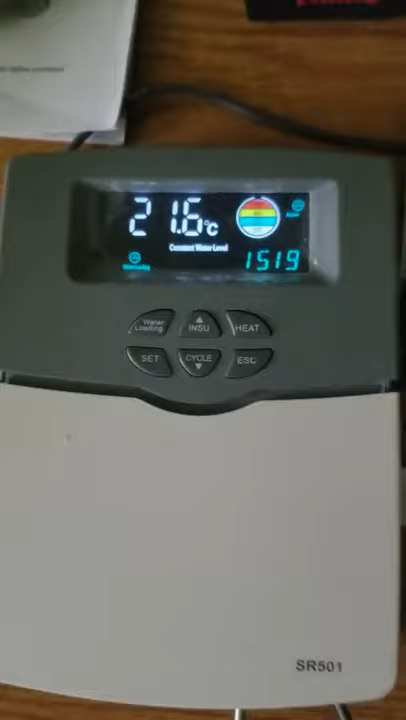 21.6°C
Constant Water Level
1519
Water
Loading
INSU
HEAT
SET
CYCLE
ESC
SR501